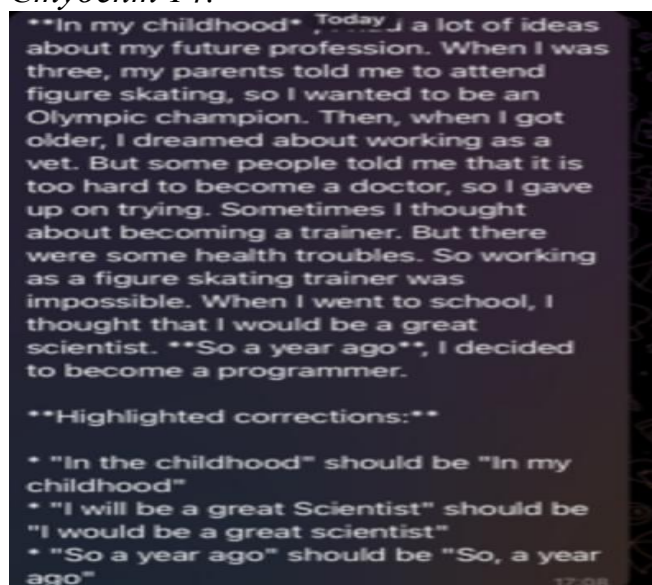 Студент 14:
**In my childhood* Today a lot of ideas
about my future profession. When I was
three, my parents told me to attend
figure skating, so I wanted to be an
Olympic champion. Then, when I got
older, I dreamed about working as a
vet. But some people told me that it is
too hard to become a doctor, so I gave
up on trying. Sometimes I thought
about becoming a trainer. But there
were some health troubles. So working
as a figure skating trainer was
impossible. When I went to school, I
thought that I would be a great
scientist. **So a year ago**, I decided
to become a programmer.
**Highlighted corrections:**
* "In the childhood" should be "In my
childhood"
* "I will be a great Scientist" should be
"I would be a great scientist"
* "So a year ago" should be "So, a year
ago"